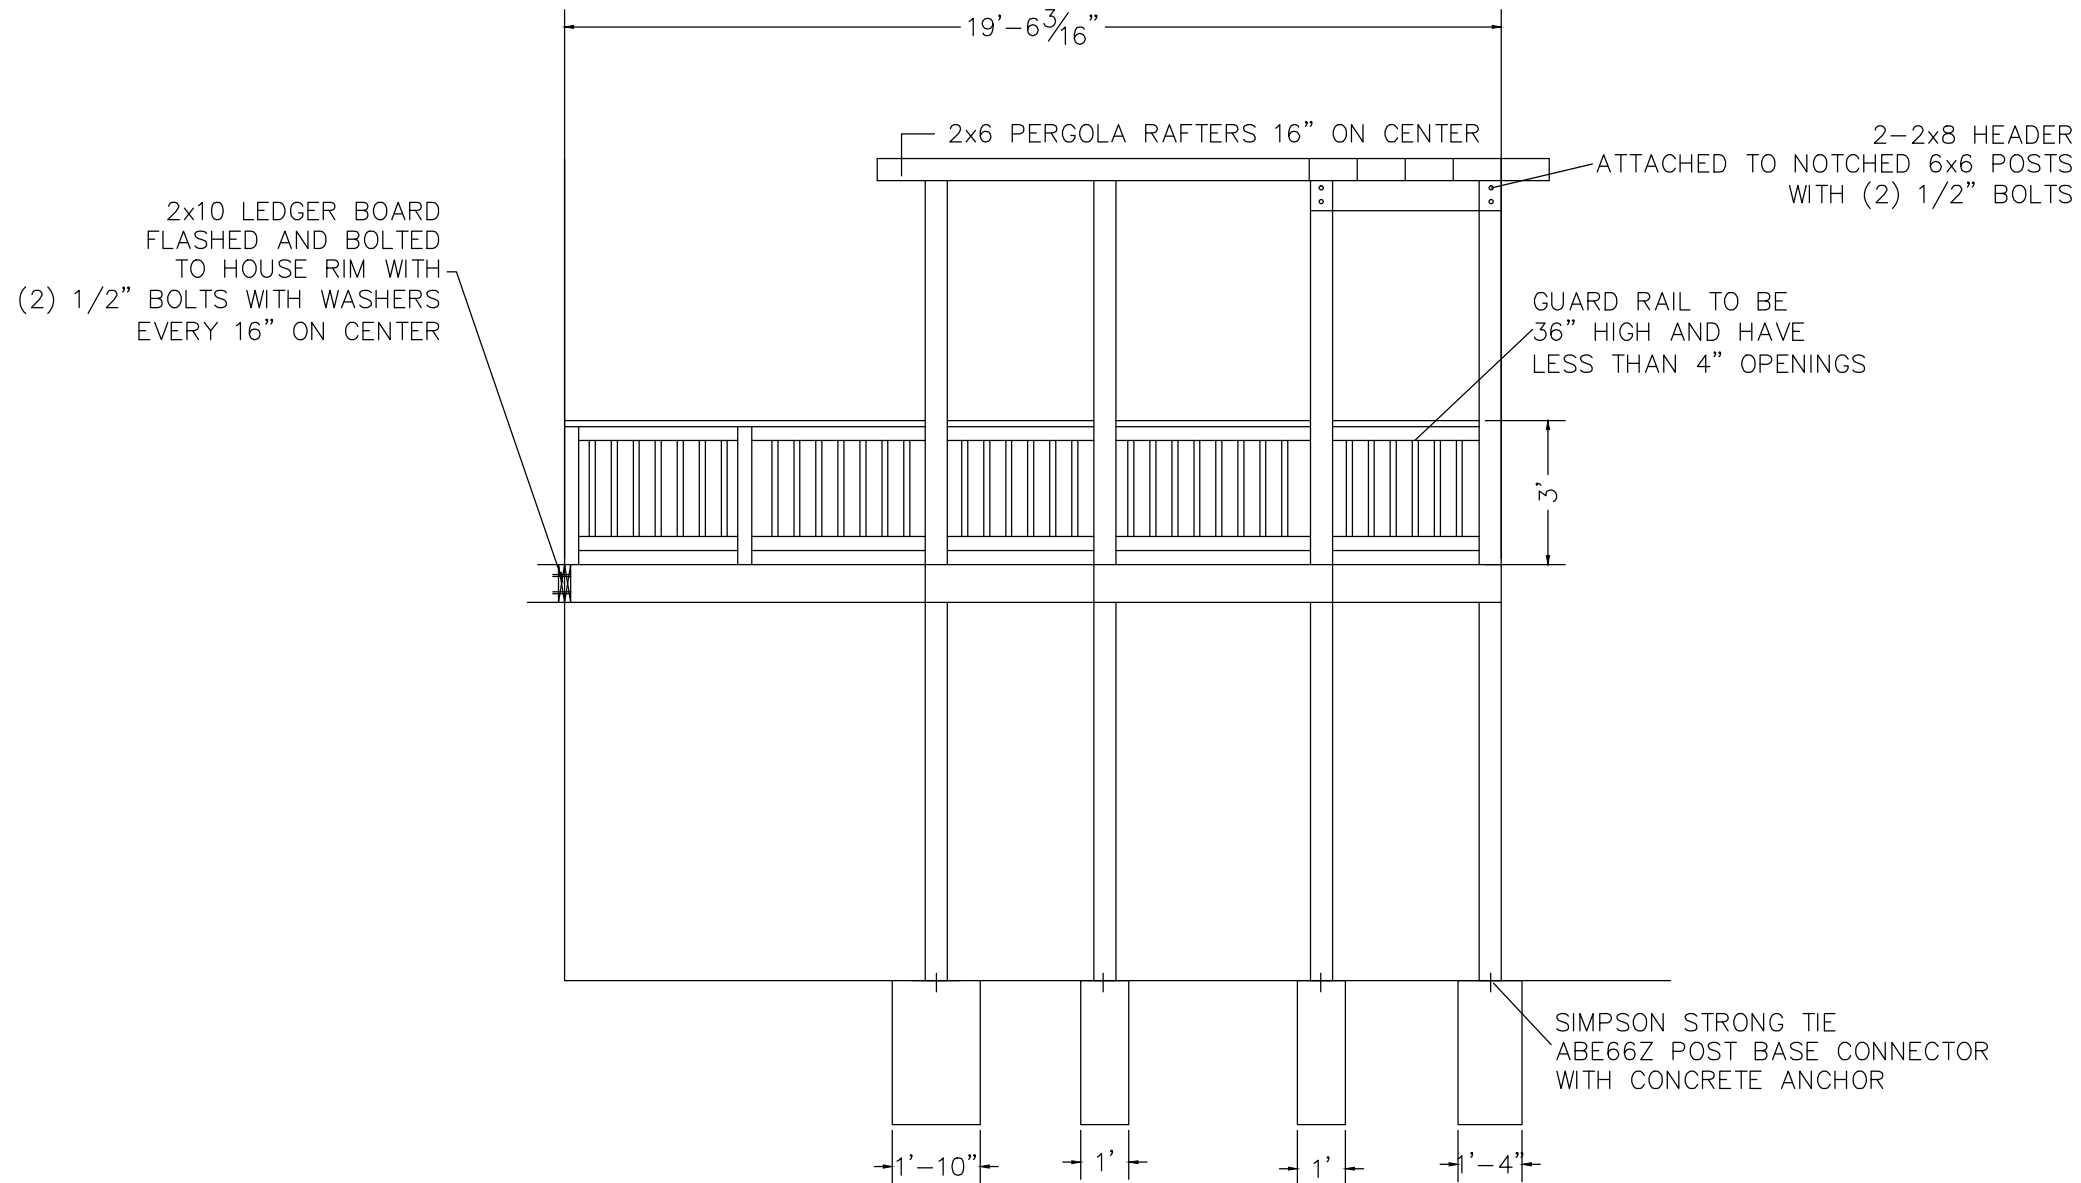 19'-6 3/16"
2x6 PERGOLA RAFTERS 16" ON CENTER
2-2x8 HEADER
ATTACHED TO NOTCHED 6x6 POSTS
WITH (2) 1/2" BOLTS
2x10 LEDGER BOARD
FLASHED AND BOLTED
TO HOUSE RIM WITH
(2) 1/2" BOLTS WITH WASHERS
EVERY 16" ON CENTER
GUARD RAIL TO BE
36" HIGH AND HAVE
LESS THAN 4" OPENINGS
3'
SIMPSON STRONG TIE
ABE66Z POST BASE CONNECTOR
WITH CONCRETE ANCHOR
1'-10"
1'
1'
1'-4"